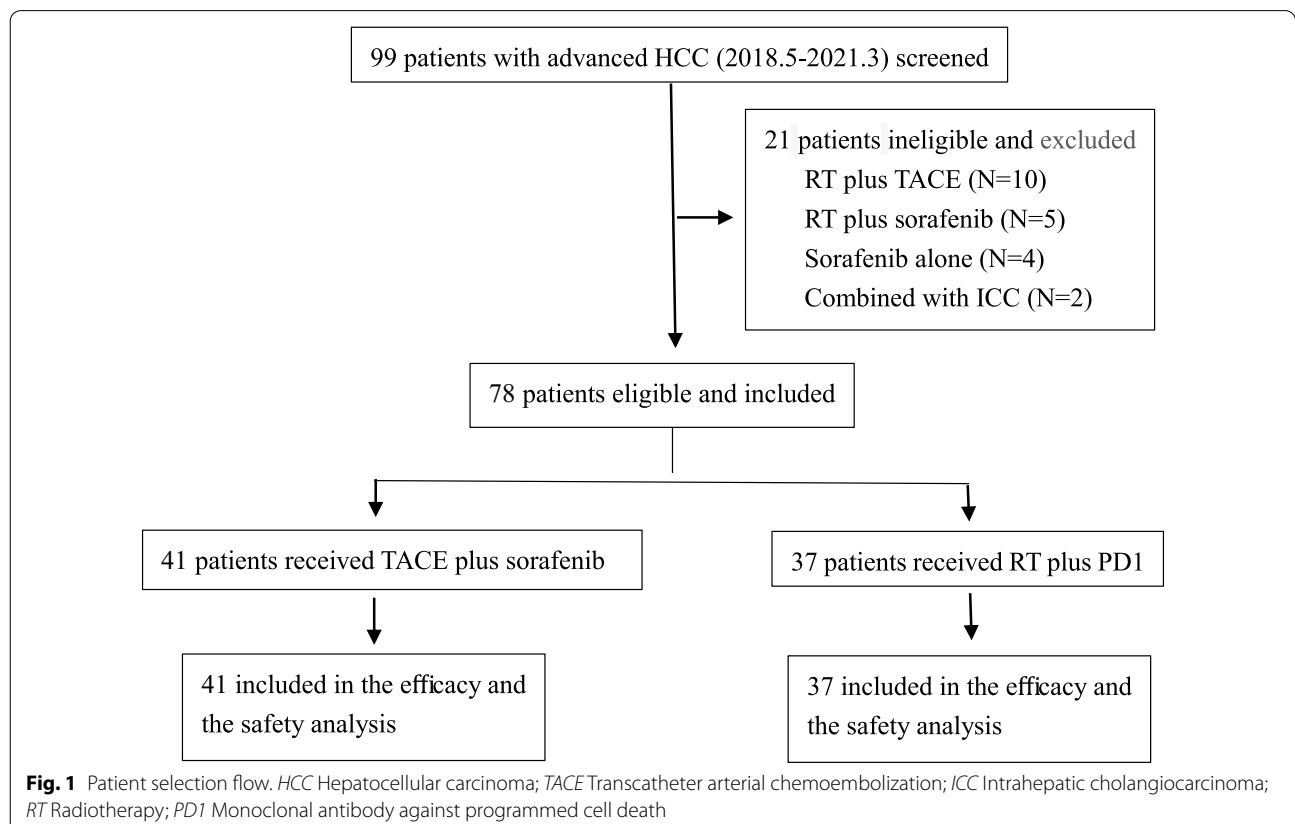 99 patients with advanced HCC (2018.5-2021.3) screened
21 patients ineligible and excluded
RT plus TACE (N=10)
RT plus sorafenib (N=5)
Sorafenib alone (N=4)
Combined with ICC (N=2)
78 patients eligible and included
41 patients received TACE plus sorafenib
37 patients received RT plus PD1
41 included in the efficacy and
the safety analysis
37 included in the efficacy and
the safety analysis
Fig. 1 Patient selection flow. HCC Hepatocellular carcinoma; TACE Transcatheter arterial chemoembolization; ICC Intrahepatic cholangiocarcinoma;
RT Radiotherapy; PD1 Monoclonal antibody against programmed cell death